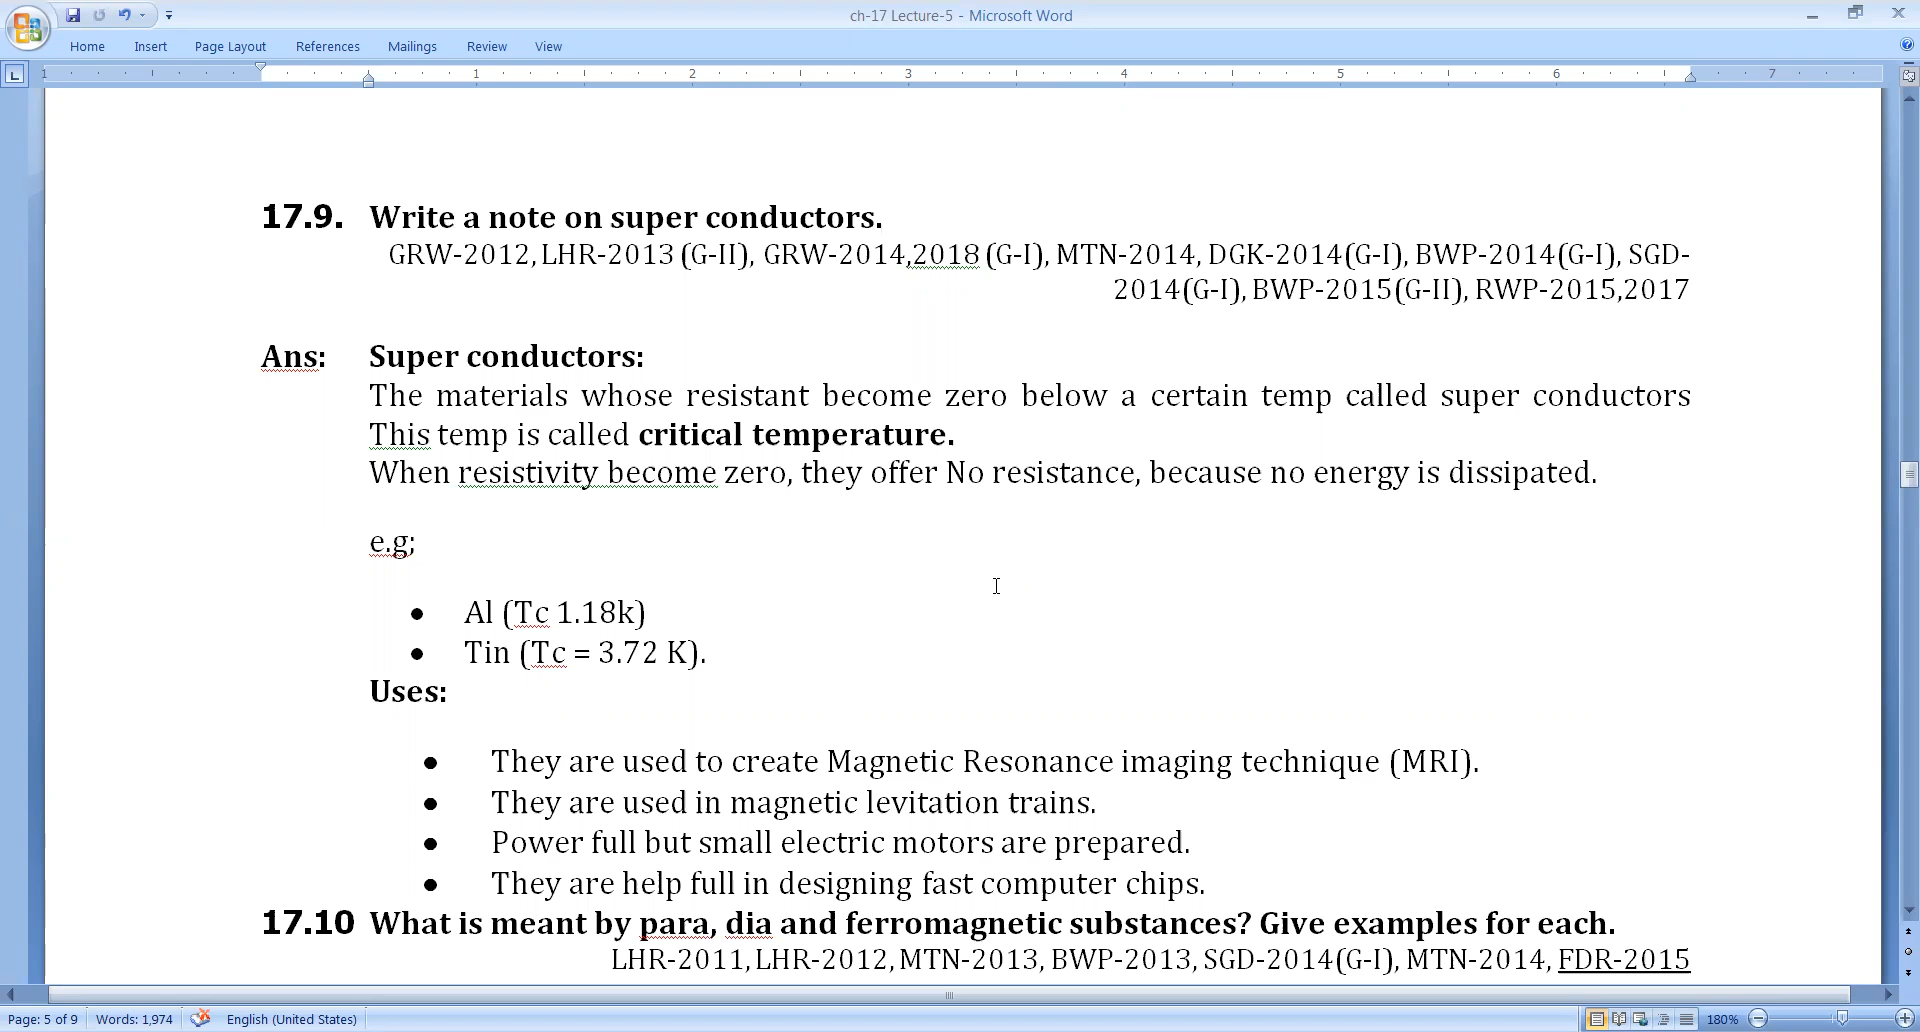 ch-17 Lecture-5 - Microsoft Word
Home Insert Page Layout References Mailings Review View
1 1 2 3 4 5 6 7
17.9. Write a note on super conductors.
GRW-2012, LHR-2013 (G-II), GRW-2014,2018 (G-I), MTN-2014, DGK-2014(G-I), BWP-2014(G-I), SGD-
2014(G-I), BWP-2015(G-II), RWP-2015,2017
Ans: Super conductors:
The materials whose resistant become zero below a certain temp called super conductors
This temp is called critical temperature.
When resistivity become zero, they offer No resistance, because no energy is dissipated.
e.g;
• Al (Tc 1.18k)
• Tin (Tc = 3.72 K).
Uses:
• They are used to create Magnetic Resonance imaging technique (MRI).
• They are used in magnetic levitation trains.
• Power full but small electric motors are prepared.
• They are help full in designing fast computer chips.
17.10 What is meant by para, dia and ferromagnetic substances? Give examples for each.
LHR-2011, LHR-2012, MTN-2013, BWP-2013, SGD-2014(G-I), MTN-2014, FDR-2015
Page: 5 of 9 Words: 1,974 English (United States) 180%